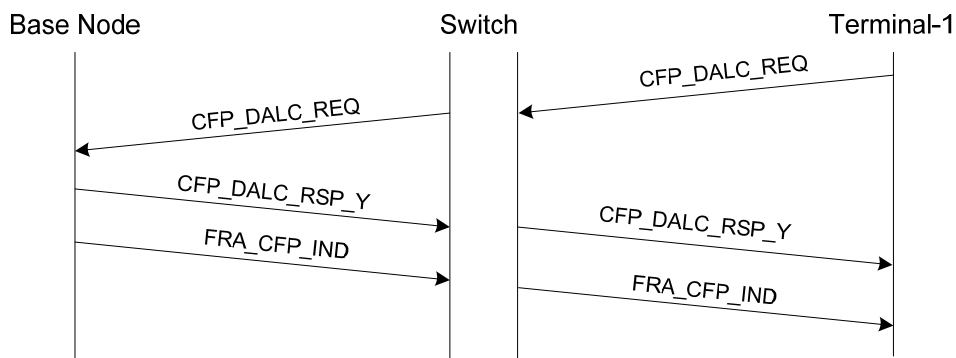 Base Node
Switch
Terminal-1
CFP_DALC_REQ
CFP_DALC_REQ
CFP_DALC_RSP_Y
CFP_DALC_RSP_Y
FRA_CFP_IND
FRA_CFP_IND